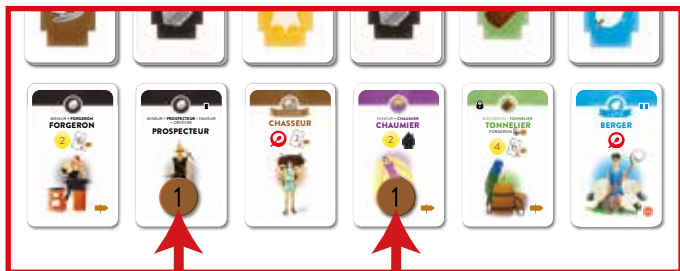 MINEUR • FORGERON
FORGERON
2
MINEUR • PROSPECTEUR • HAVEUR
• ORFÈVRE
PROSPECTEUR
1
CHASSEUR
FANEUR • CHAUMIER
CHAUMIER
2
1
BÛCHERON • TONNELIER
TONNELIER
FORGERON
4
BERGER